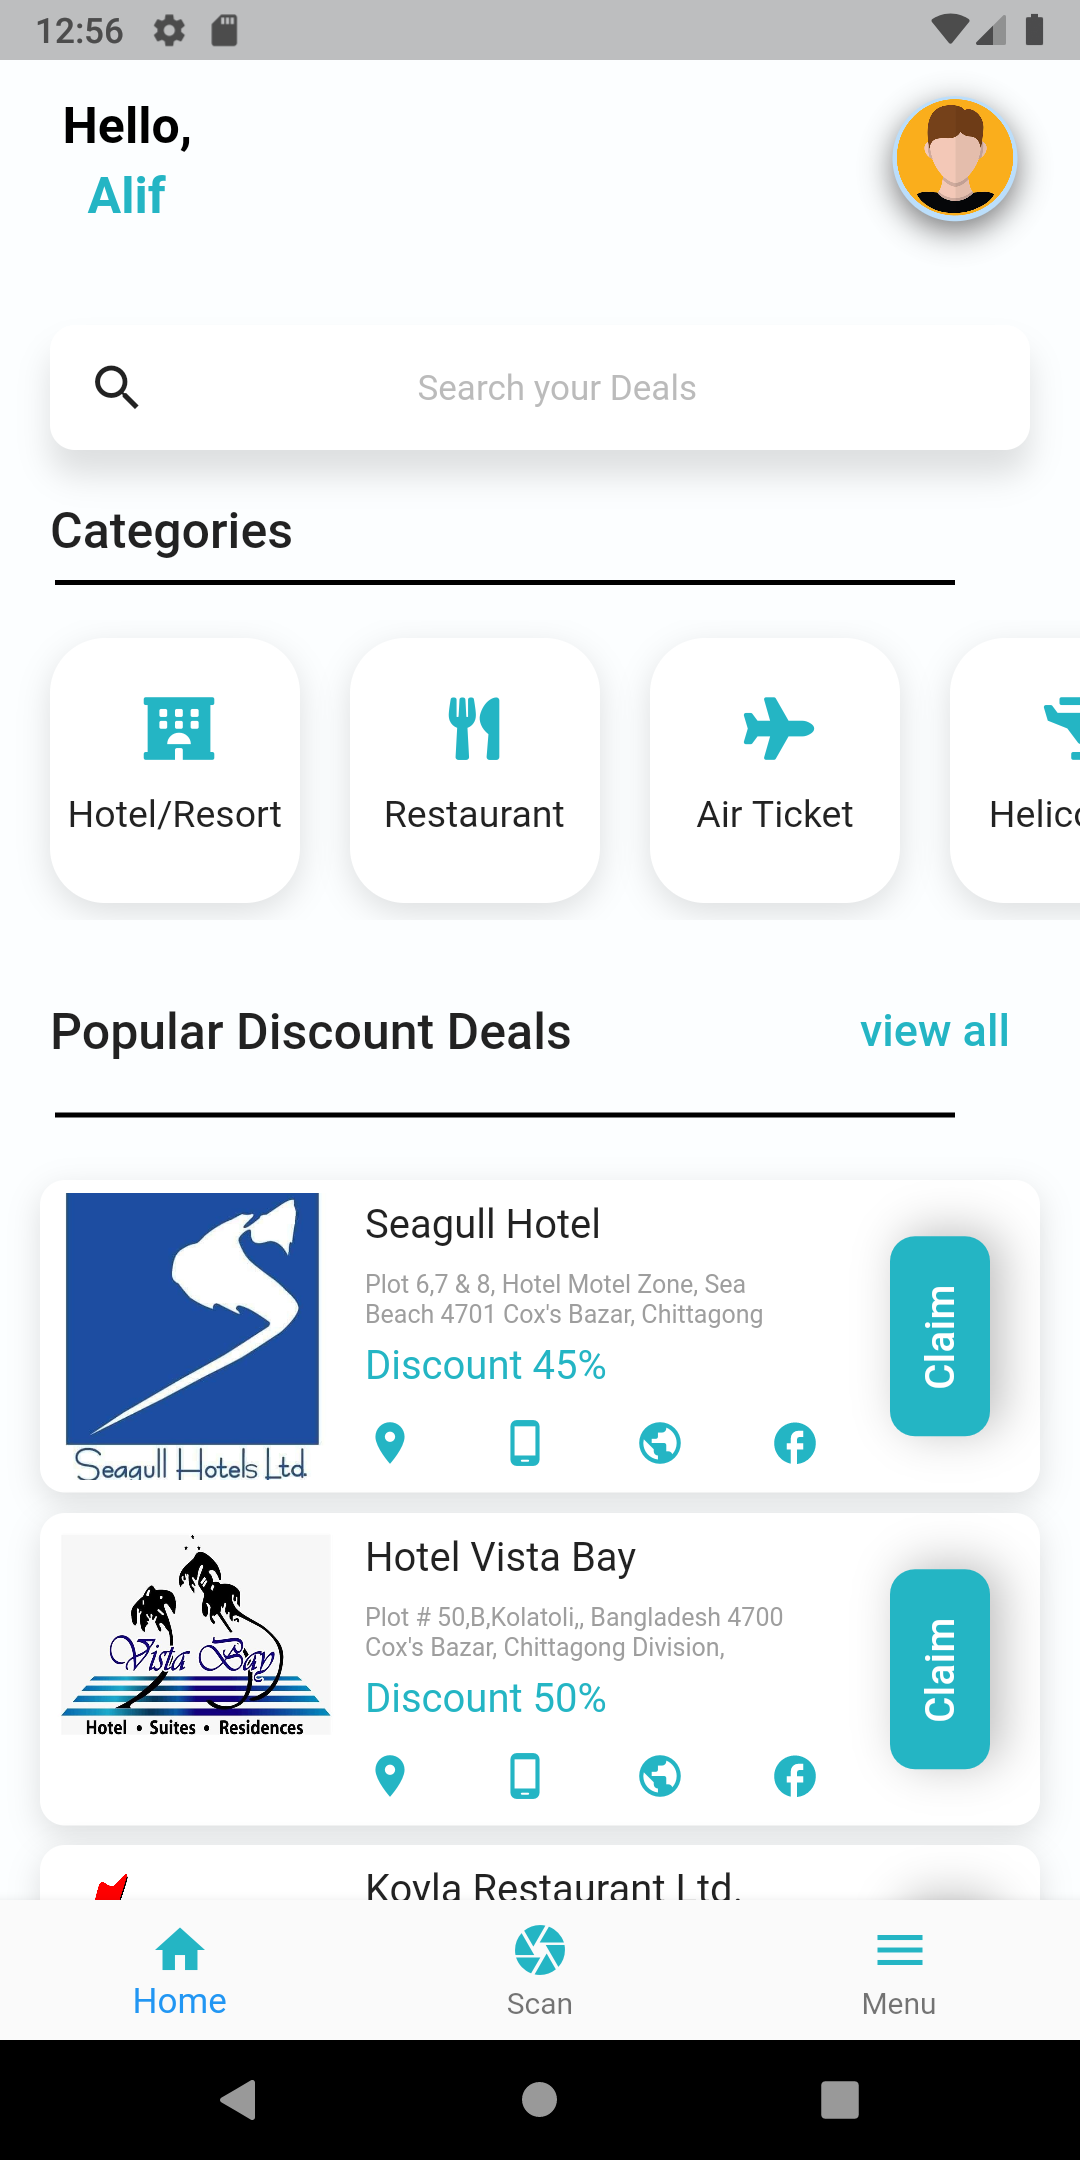 12:56
Hello,
Alif
Search your Deals
Categories
Hotel/Resort
Restaurant
Air Ticket
Helico
Popular Discount Deals
view all
Seagull Hotels Ltd.
Seagull Hotel
Plot 6,7 & 8, Hotel Motel Zone, Sea
Beach 4701 Cox's Bazar, Chittagong
Discount 45%
Claim
Vista Bay
Hotel • Suites • Residences
Hotel Vista Bay
Plot # 50,B,Kolatoli,, Bangladesh 4700
Cox's Bazar, Chittagong Division,
Discount 50%
Claim
Koyla Restaurant Ltd.
Home
Scan
Menu